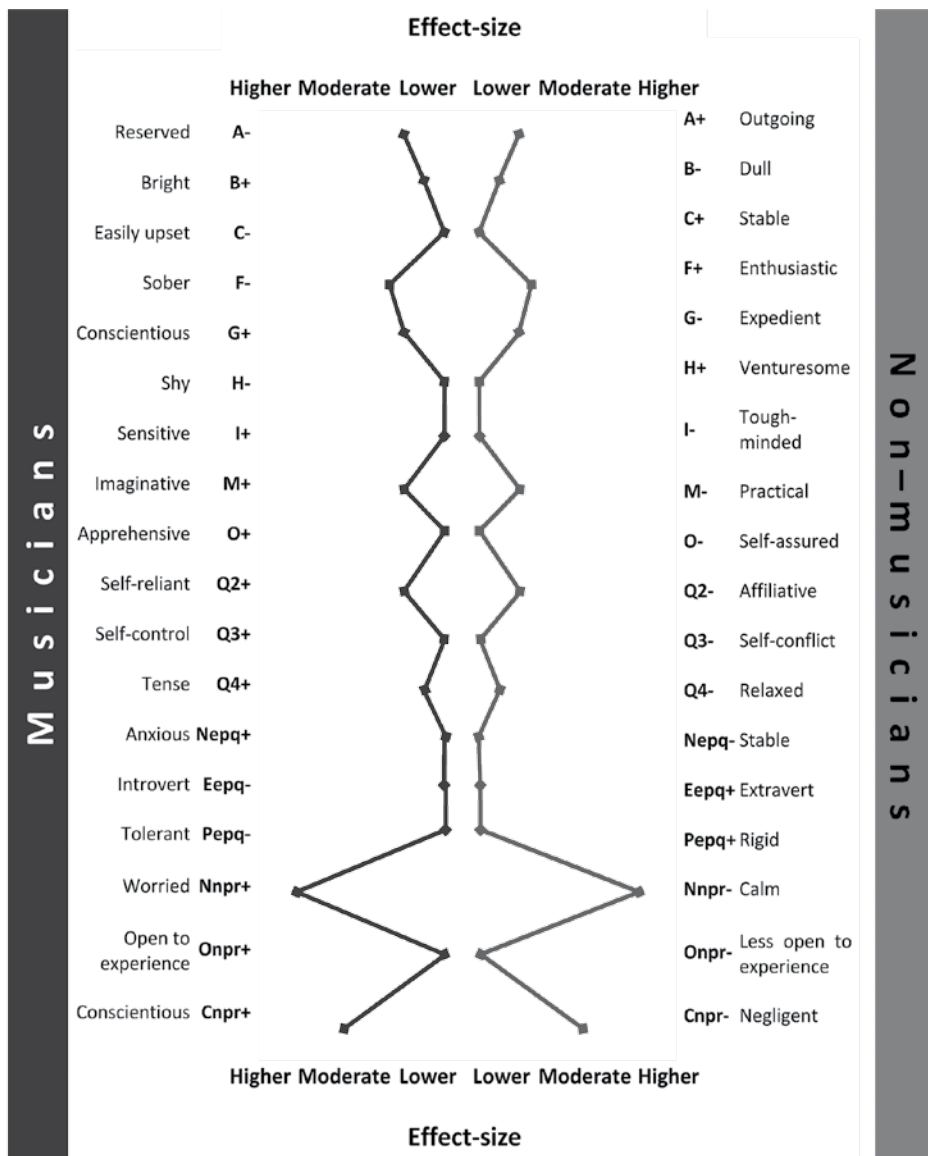 Effect-size
Higher Moderate Lower Lower Moderate Higher
Musicians
Reserved A-
Bright B+
Easily upset C-
Sober F-
Conscientious G+
Shy H-
Sensitive I+
Imaginative M+
Apprehensive O+
Self-reliant Q2+
Self-control Q3+
Tense Q4+
Anxious Nepq+
Introvert Eepq-
Tolerant Pepq-
Worried Nnpr+
Open to
experience Onpr+
Conscientious Cnpr+
A+ Outgoing
B- Dull
C+ Stable
F+ Enthusiastic
G- Expedient
H+ Venturesome
I- Tough-
minded
M- Practical
O- Self-assured
Q2- Affiliative
Q3- Self-conflict
Q4- Relaxed
Nepq- Stable
Eepq+ Extravert
Pepq+ Rigid
Nnpr- Calm
Onpr- Less open to
experience
Cnpr- Negligent
Non-musicians
Higher Moderate Lower Lower Moderate Higher
Effect-size